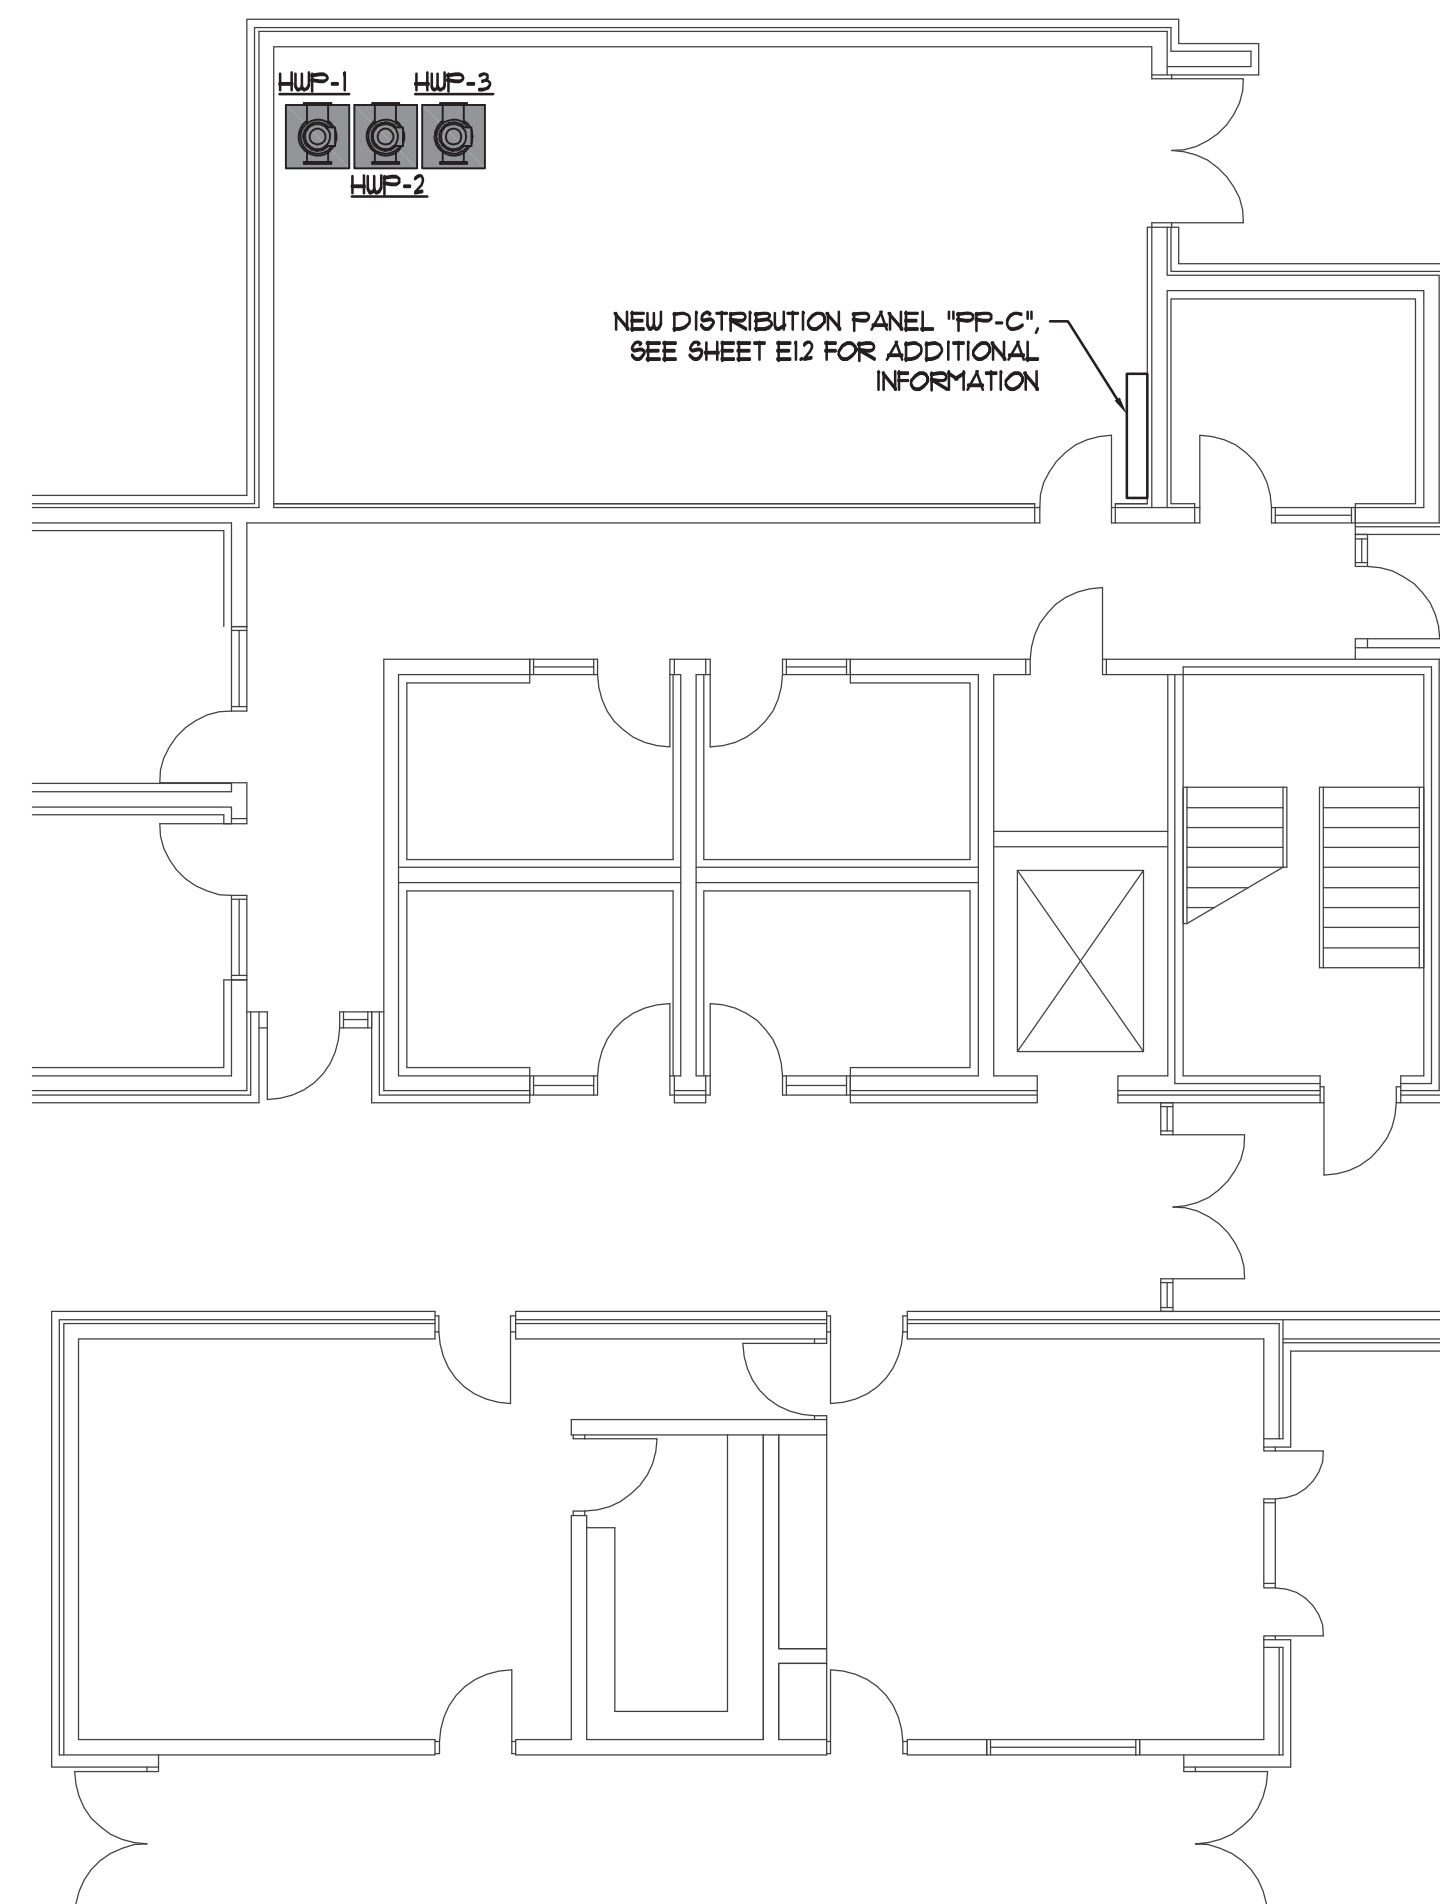 HWP-1
HWP-3
HWP-2
NEW DISTRIBUTION PANEL "PP-C",
SEE SHEET E1.2 FOR ADDITIONAL
INFORMATION